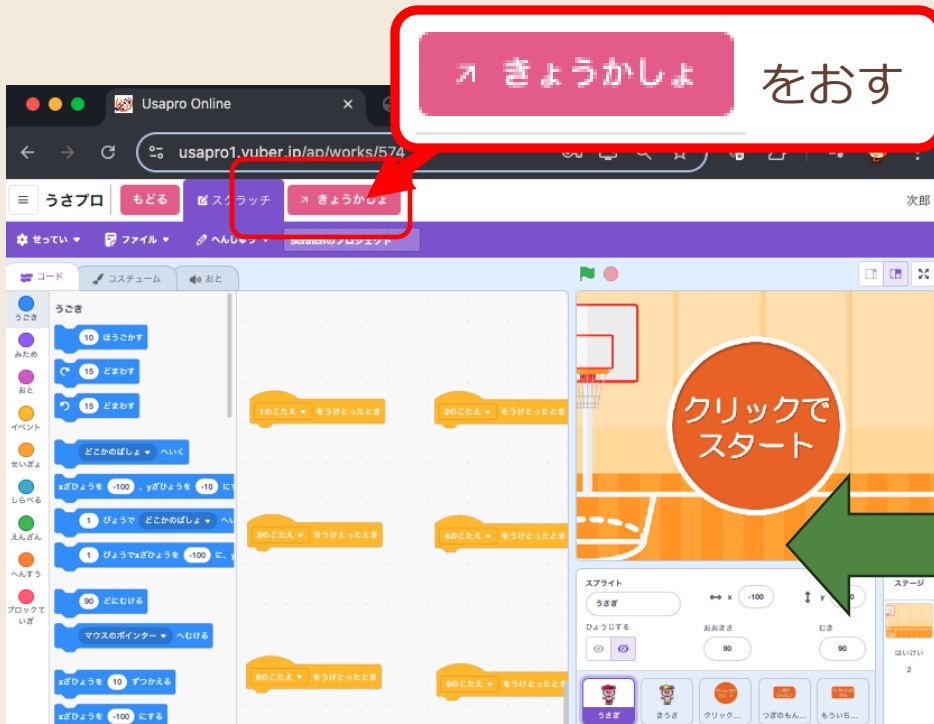 ↗ きょうかしょ をおす
Usapro Online
usapro1.yuber.jp/ap/works/574
うさプロ もどる スクラッチ ↗ きょうかしょ 次郎
せってい ファイル へんしゅう Scratchのプロジェクト
コード コスチューム おと
うごき
みため
おと
イベント
せいぎょ
しらべる
えんざん
へんすう
ブロックて
いぎ
うごき
10 ほうごかす
15 どまわす
15 どまわす
どこかのばしょ へいく
xざひょうを -100 、yざひょうを -10 に
1 びょうで どこかのばしょ へ
1 びょうでxざひょうを -100 に、
90 どにむける
マウスのポインター へむける
xざひょうを 10 ずつかえる
xざひょうを -100 にする
1のこたえ をうけとったとき
2のこたえ をうけとったとき
3のこたえ をうけとったとき
4のこたえ をうけとったとき
5のこたえ をうけとったとき
6のこたえ をうけとったとき
クリックで
スタート
スプライト
うさぎ
x -100
y
ひょうじする
おおきさ
90
むき
90
うさぎ きうさ クリック... つぎのもん... もういち...
ステージ
はいけい
2